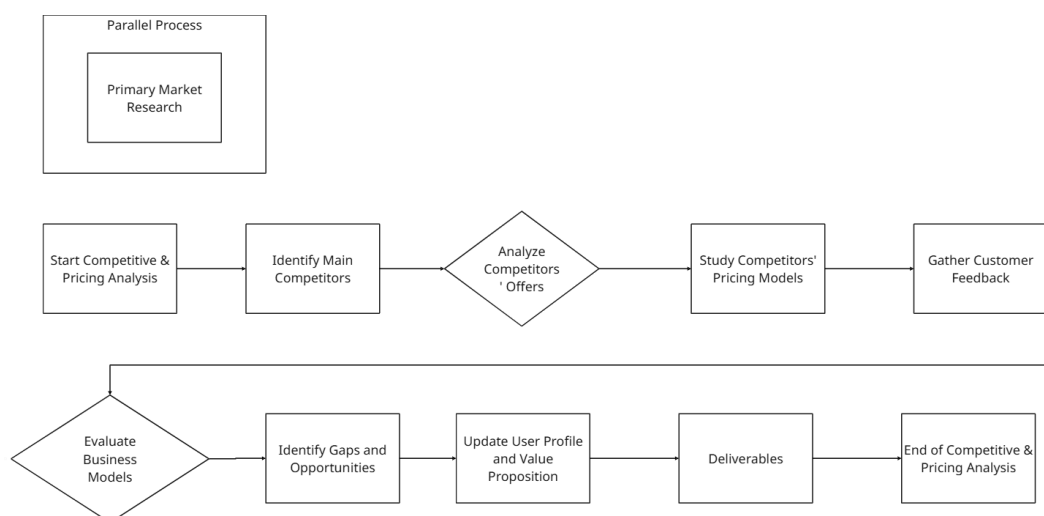 Parallel Process
Primary Market
Research
Start Competitive &
Pricing Analysis
Identify Main
Competitors
Analyze
Competitors
' Offers
Study Competitors'
Pricing Models
Gather Customer
Feedback
Evaluate
Business
Models
Identify Gaps and
Opportunities
Update User Profile
and Value
Proposition
Deliverables
End of Competitive &
Pricing Analysis